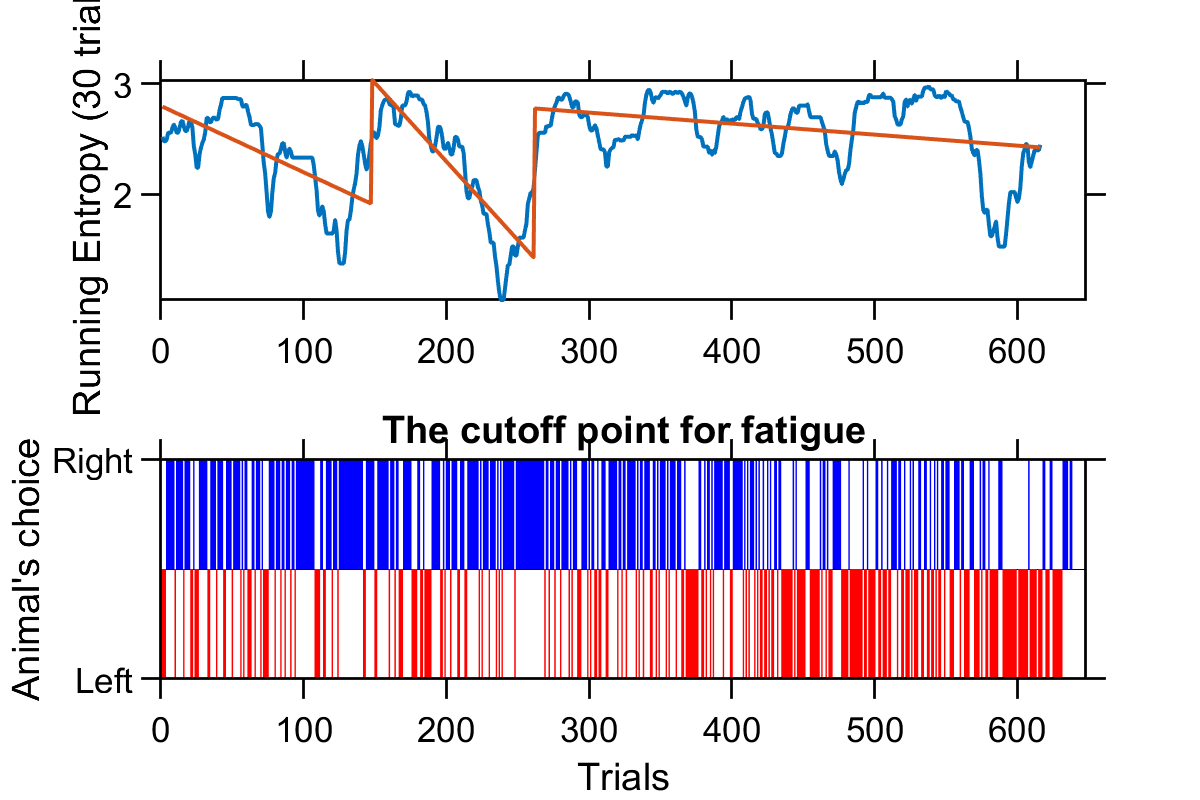 Running Entropy (30 trial
3
2
0 100 200 300 400 500 600
The cutoff point for fatigue
Animal's choice
Right
Left
0 100 200 300 400 500 600
Trials